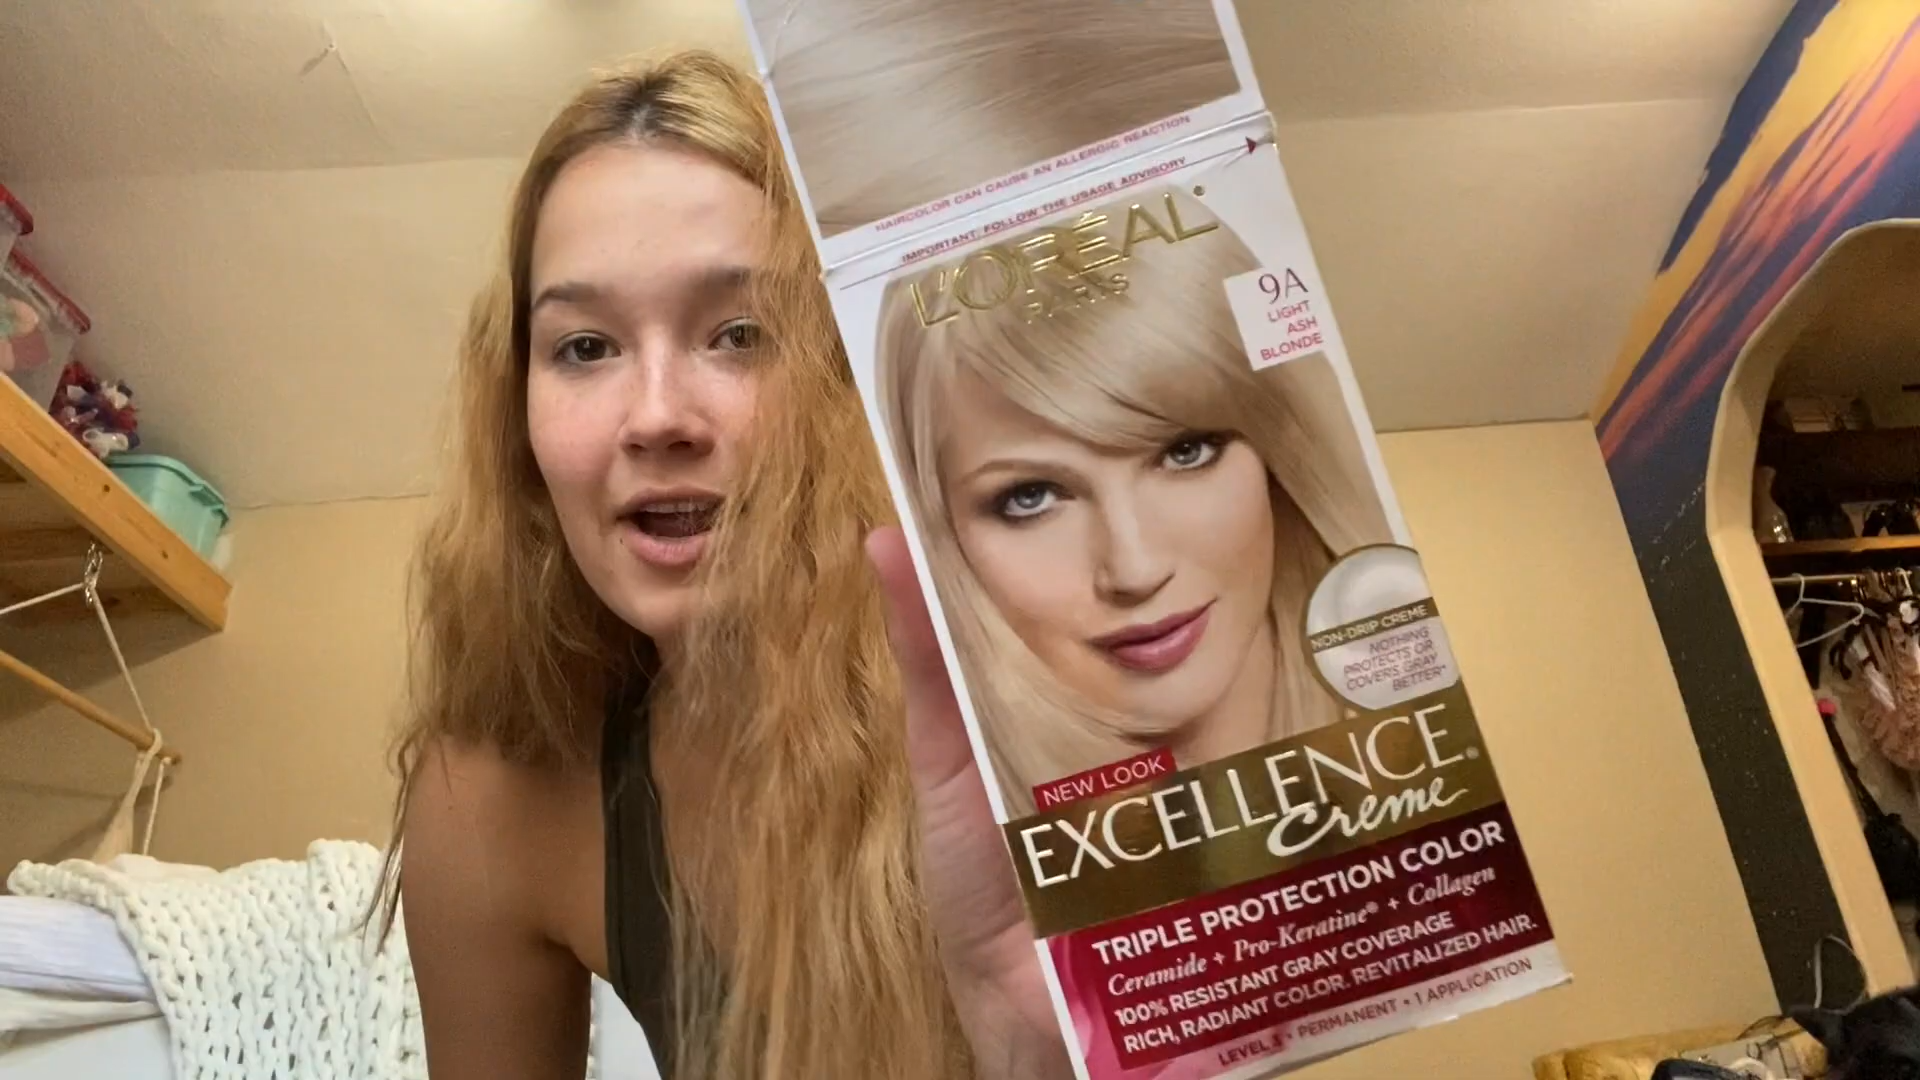 HAIRCOLOR CAN CAUSE AN ALLERGIC REACTION
IMPORTANT: FOLLOW THE USAGE ADVISORY
L'ORÉAL
PARIS
9A
LIGHT
ASH
BLONDE
NON-DRIP CREME
NOTHING
PROTECTS OR
COVERS GRAY
BETTER*
NEW LOOK
EXCELLENCE®
Creme
TRIPLE PROTECTION COLOR
Ceramide + Pro-Keratine® + Collagen
100% RESISTANT GRAY COVERAGE
RICH, RADIANT COLOR. REVITALIZED HAIR.
LEVEL 3 • PERMANENT • 1 APPLICATION